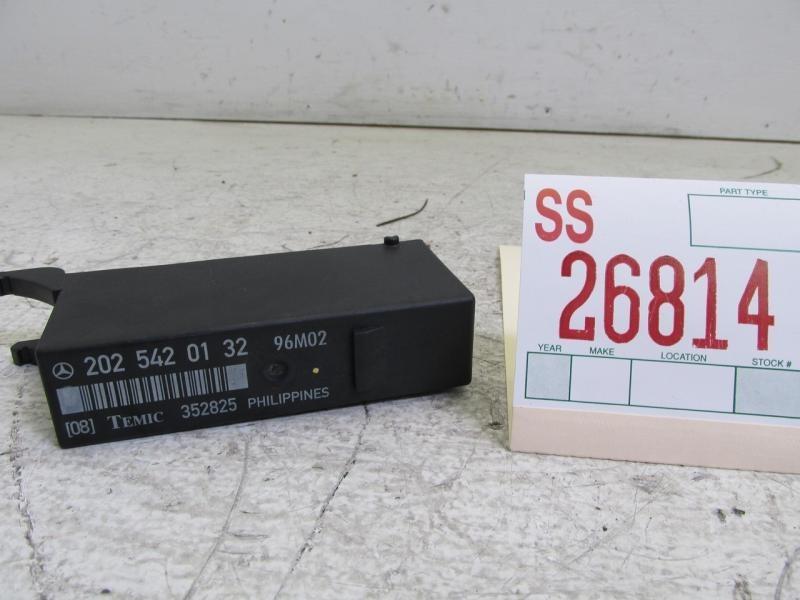 202 542 01 32 96M02
[08] TEMIC 352825 PHILIPPINES
PART TYPE
SS
26814
YEAR MAKE LOCATION STOCK #